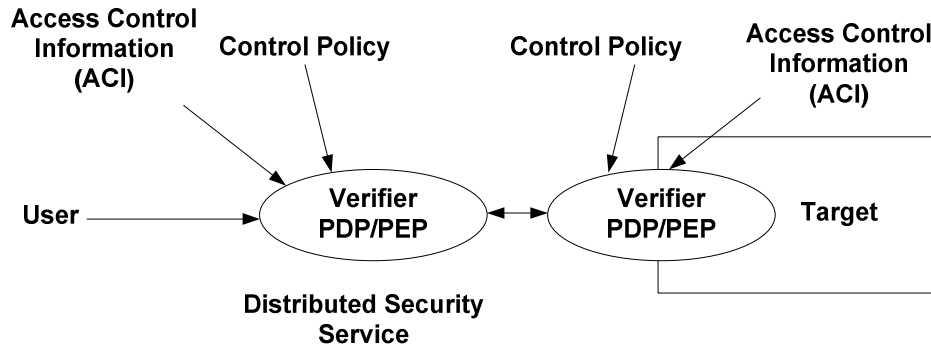 Access Control
Information
(ACI)
Control Policy
Control Policy
Access Control
Information
(ACI)
User
Verifier
PDP/PEP
Verifier
PDP/PEP
Target
Distributed Security
Service